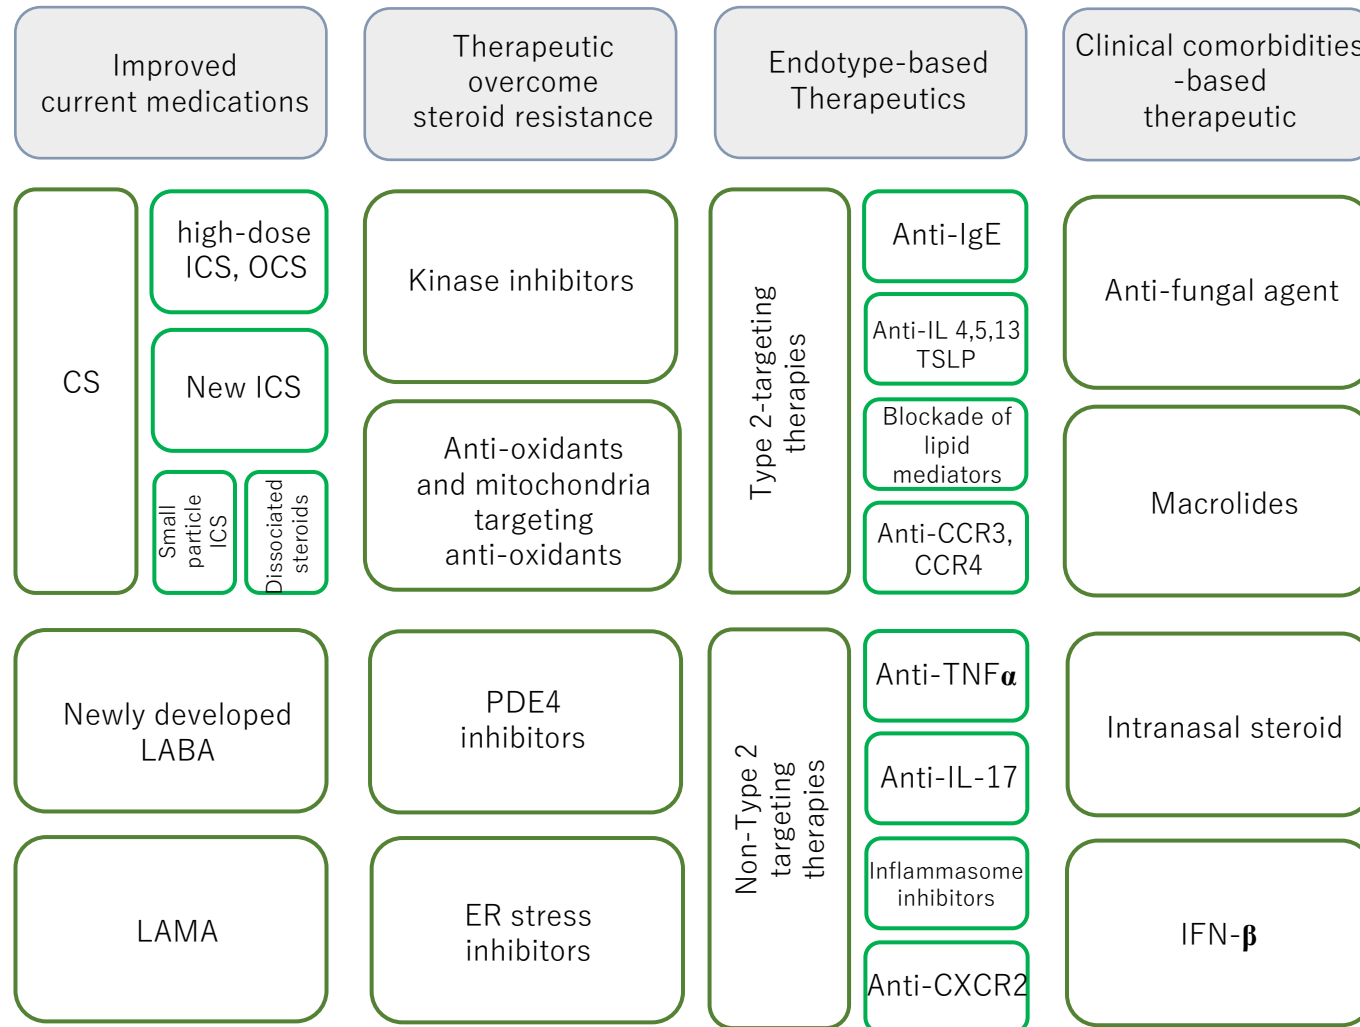 Improved
current medications
Therapeutic
overcome
steroid resistance
Endotype-based
Therapeutics
Clinical comorbidities
-based
therapeutic
CS
high-dose
ICS, OCS
New ICS
Small
particle
ICS
Dissociated
steroids
Newly developed
LABA
LAMA
Kinase inhibitors
Anti-oxidants
and mitochondria
targeting
anti-oxidants
PDE4
inhibitors
ER stress
inhibitors
Type 2-targeting
therapies
Anti-IgE
Anti-IL 4,5,13
TSLP
Blockade of
lipid
mediators
Anti-CCR3,
CCR4
Non-Type 2
targeting
therapies
Anti-TNFα
Anti-IL-17
Inflammasome
inhibitors
Anti-CXCR2
Anti-fungal agent
Macrolides
Intranasal steroid
IFN-β